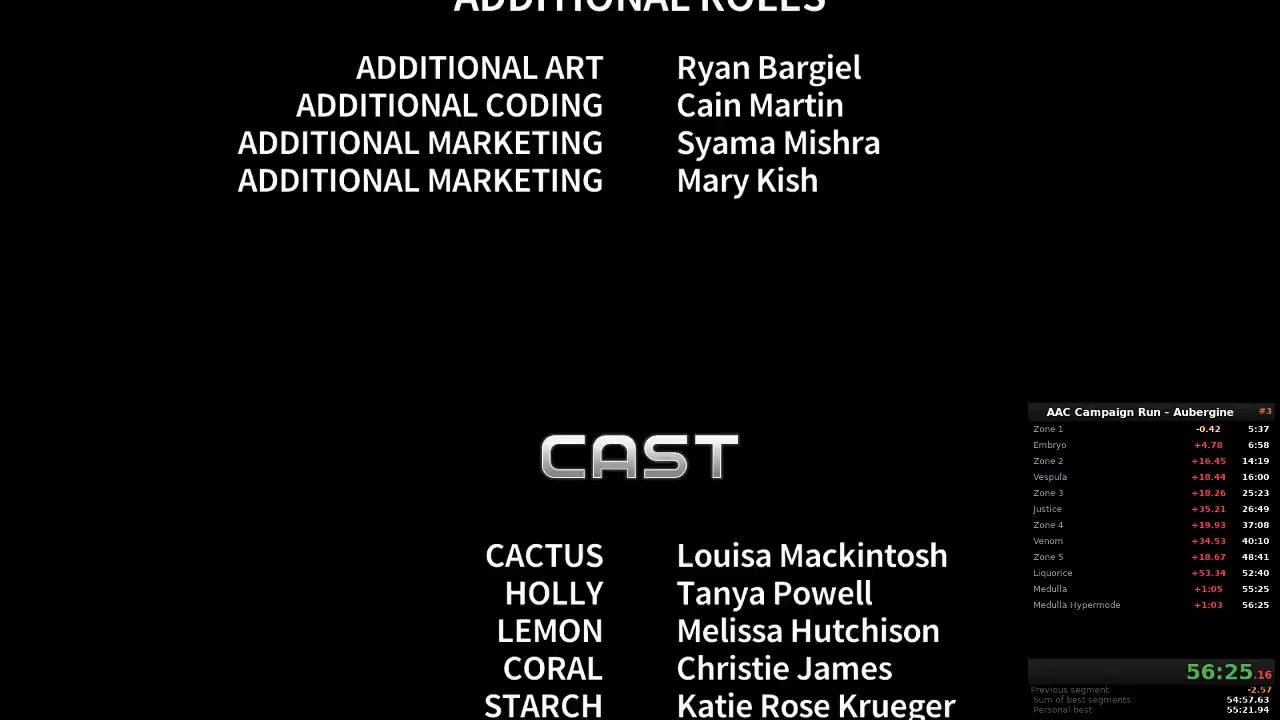 ADDITIONAL ROLES
ADDITIONAL ART Ryan Bargiel
ADDITIONAL CODING Cain Martin
ADDITIONAL MARKETING Syama Mishra
ADDITIONAL MARKETING Mary Kish
CAST
CACTUS Louisa Mackintosh
HOLLY Tanya Powell
LEMON Melissa Hutchison
CORAL Christie James
STARCH Katie Rose Krueger
AAC Campaign Run - Aubergine #3
Zone 1 -0.42 5:37
Embryo +4.78 6:58
Zone 2 +16.45 14:19
Vespula +18.44 16:00
Zone 3 +18.26 25:23
Justice +35.21 26:49
Zone 4 +19.93 37:08
Venom +34.53 40:10
Zone 5 +18.67 48:41
Liquorice +53.34 52:40
Medulla +1:05 55:25
Medulla Hypermode +1:03 56:25
56:25.16
Previous segment -2.57
Sum of best segments 54:57.63
Personal best 55:21.94